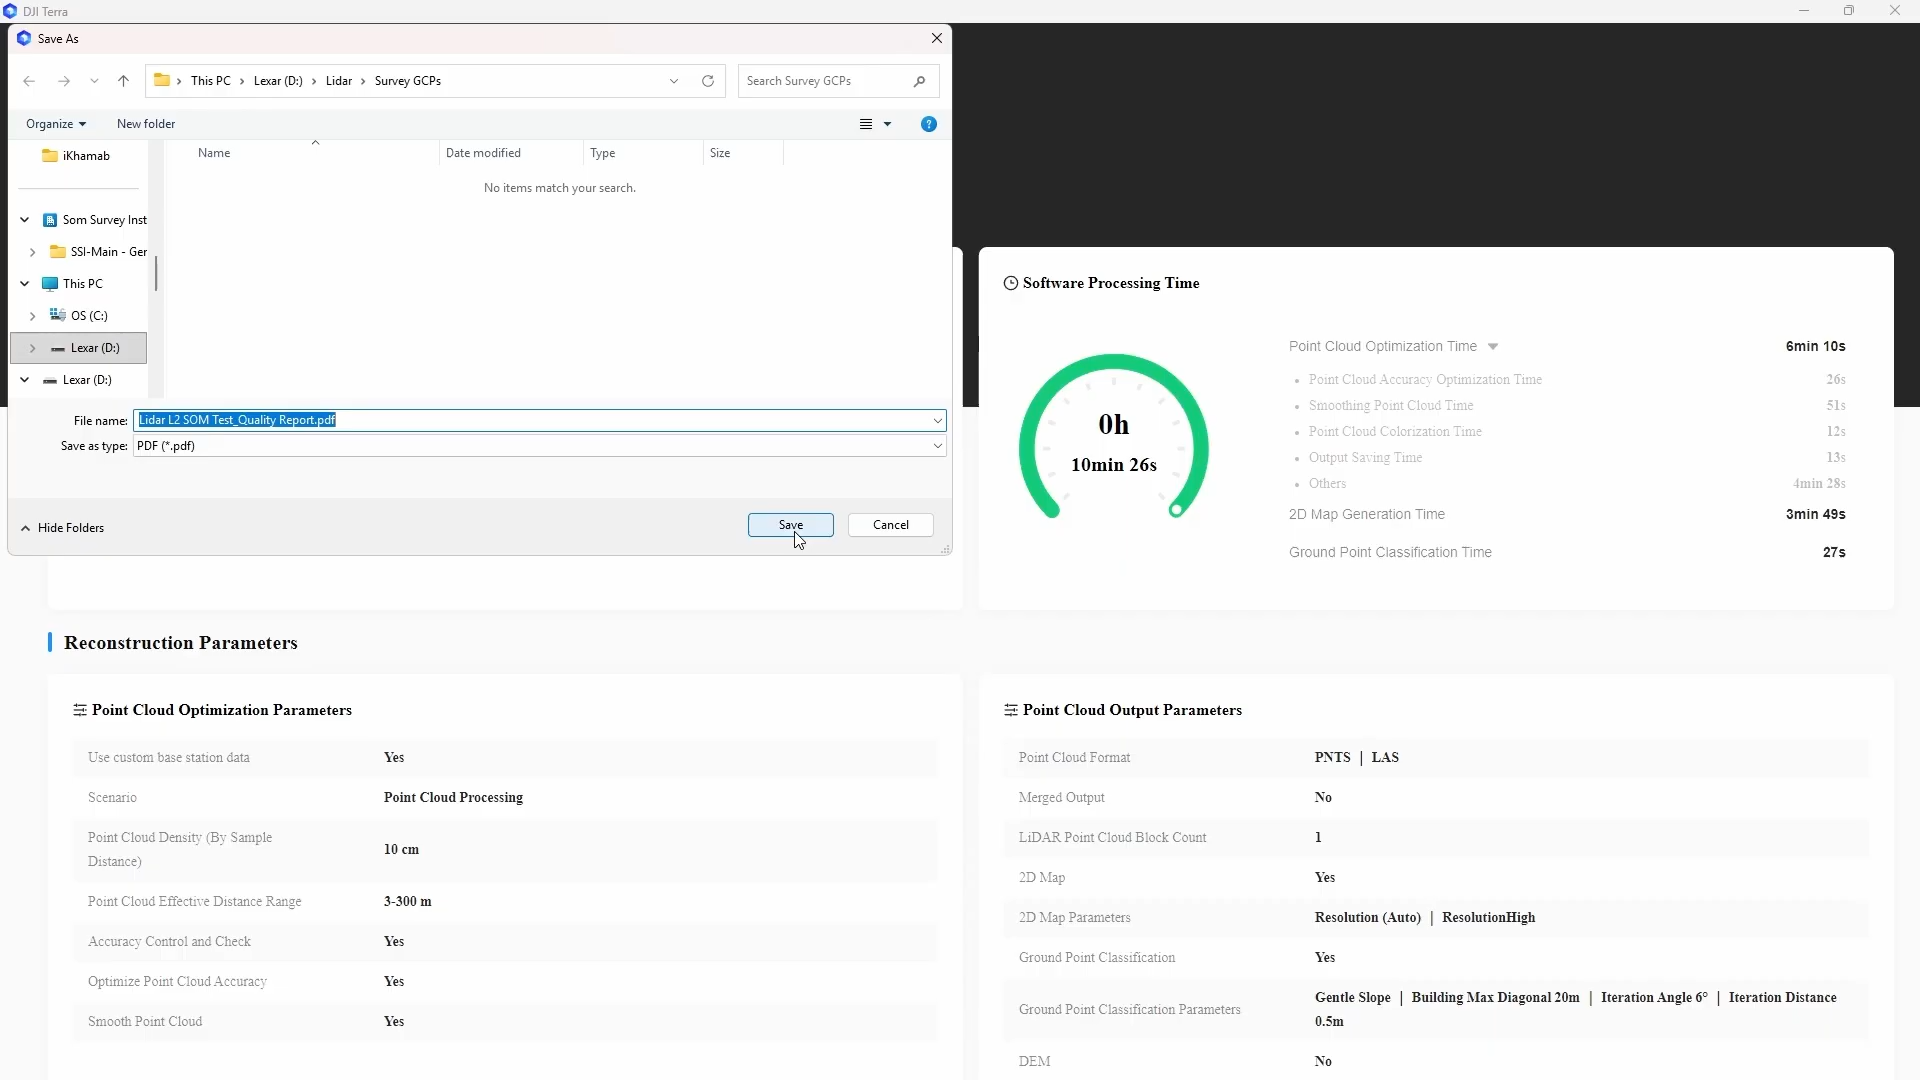 DJI Terra
Save As
This PC > Lexar (D:) > Lidar > Survey GCPs
Search Survey GCPs
Organize
New folder
?
iKhamab
Som Survey Inst
SSI-Main - Ger
This PC
OS (C:)
Lexar (D:)
Lexar (D:)
Name
Date modified
Type
Size
No items match your search.
File name: Lidar L2 SOM Test_Quality Report.pdf
Save as type: PDF (*.pdf)
Hide Folders
Save
Cancel
Software Processing Time
0h
10min 26s
Point Cloud Optimization Time 6min 10s
• Point Cloud Accuracy Optimization Time 26s
• Smoothing Point Cloud Time 51s
• Point Cloud Colorization Time 12s
• Output Saving Time 13s
• Others 4min 28s
2D Map Generation Time 3min 49s
Ground Point Classification Time 27s
Reconstruction Parameters
Point Cloud Optimization Parameters
Use custom base station data Yes
Scenario Point Cloud Processing
Point Cloud Density (By Sample
Distance) 10 cm
Point Cloud Effective Distance Range 3-300 m
Accuracy Control and Check Yes
Optimize Point Cloud Accuracy Yes
Smooth Point Cloud Yes
Point Cloud Output Parameters
Point Cloud Format PNTS | LAS
Merged Output No
LiDAR Point Cloud Block Count 1
2D Map Yes
2D Map Parameters Resolution (Auto) | ResolutionHigh
Ground Point Classification Yes
Ground Point Classification Parameters Gentle Slope | Building Max Diagonal 20m | Iteration Angle 6° | Iteration Distance
0.5m
DEM No